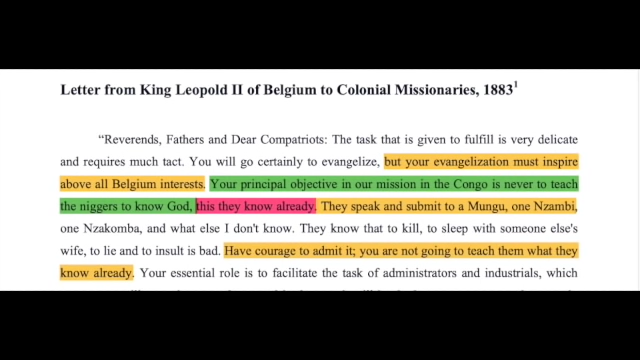 Letter from King Leopold II of Belgium to Colonial Missionaries, 1883¹
“Reverends, Fathers and Dear Compatriots: The task that is given to fulfill is very delicate
and requires much tact. You will go certainly to evangelize, but your evangelization must inspire
above all Belgium interests. Your principal objective in our mission in the Congo is never to teach
the niggers to know God, this they know already. They speak and submit to a Mungu, one Nzambi,
one Nzakomba, and what else I don't know. They know that to kill, to sleep with someone else's
wife, to lie and to insult is bad. Have courage to admit it; you are not going to teach them what they
know already. Your essential role is to facilitate the task of administrators and industrials, which